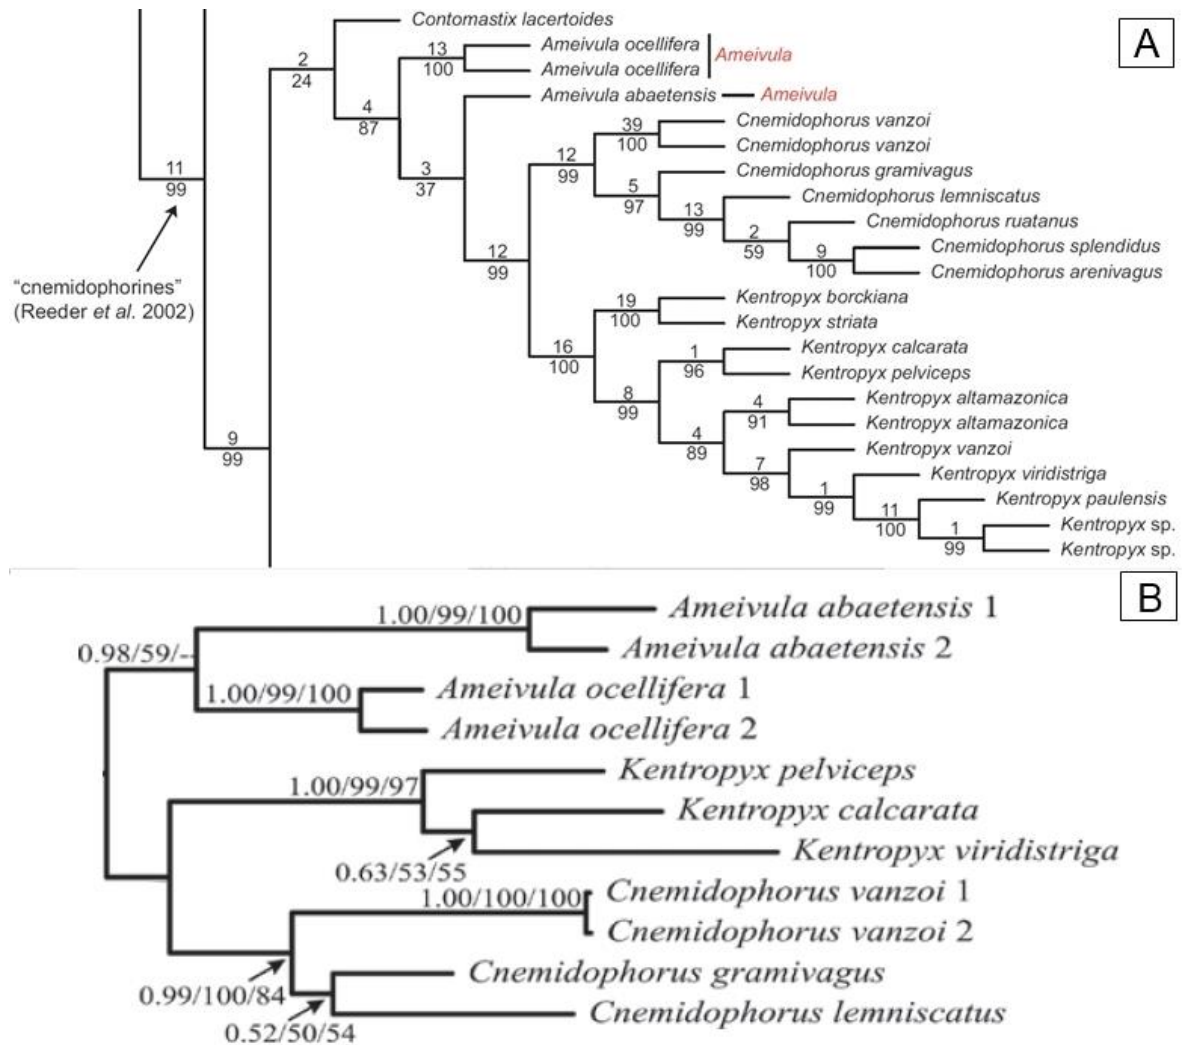 A
Contomastix lacertoides
Ameivula ocellifera
Ameivula ocellifera
Ameivula
Ameivula abaetensis
Ameivula
Cnemidophorus vanzoi
Cnemidophorus vanzoi
Cnemidophorus gramivagus
Cnemidophorus lemniscatus
Cnemidophorus ruatanus
Cnemidophorus splendidus
Cnemidophorus arenivagus
Kentropyx borckiana
Kentropyx striata
Kentropyx calcarata
Kentropyx pelviceps
Kentropyx altamazonica
Kentropyx altamazonica
Kentropyx vanzoi
Kentropyx viridistriga
Kentropyx paulensis
Kentropyx sp.
Kentropyx sp.
2
24
13
100
4
87
3
37
39
100
12
99
5
97
13
99
2
59
9
100
12
99
19
100
16
100
1
96
8
99
4
91
4
89
7
98
1
99
11
100
1
99
11
99
9
99
“cnemidophorines”
(Reeder et al. 2002)
B
1.00/99/100
Ameivula abaetensis 1
Ameivula abaetensis 2
0.98/59/--
1.00/99/100
Ameivula ocellifera 1
Ameivula ocellifera 2
1.00/99/97
Kentropyx pelviceps
Kentropyx calcarata
Kentropyx viridistriga
0.63/53/55
1.00/100/100
Cnemidophorus vanzoi 1
Cnemidophorus vanzoi 2
Cnemidophorus gramivagus
Cnemidophorus lemniscatus
0.99/100/84
0.52/50/54